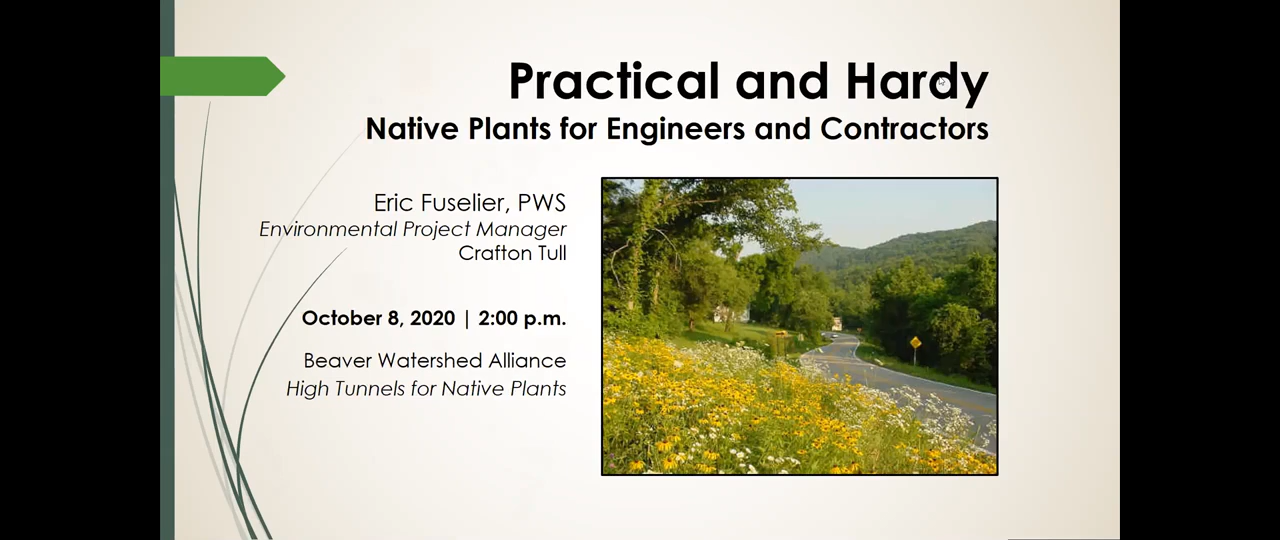 Practical and Hardy
Native Plants for Engineers and Contractors
Eric Fuselier, PWS
Environmental Project Manager
Crafton Tull
October 8, 2020 | 2:00 p.m.
Beaver Watershed Alliance
High Tunnels for Native Plants